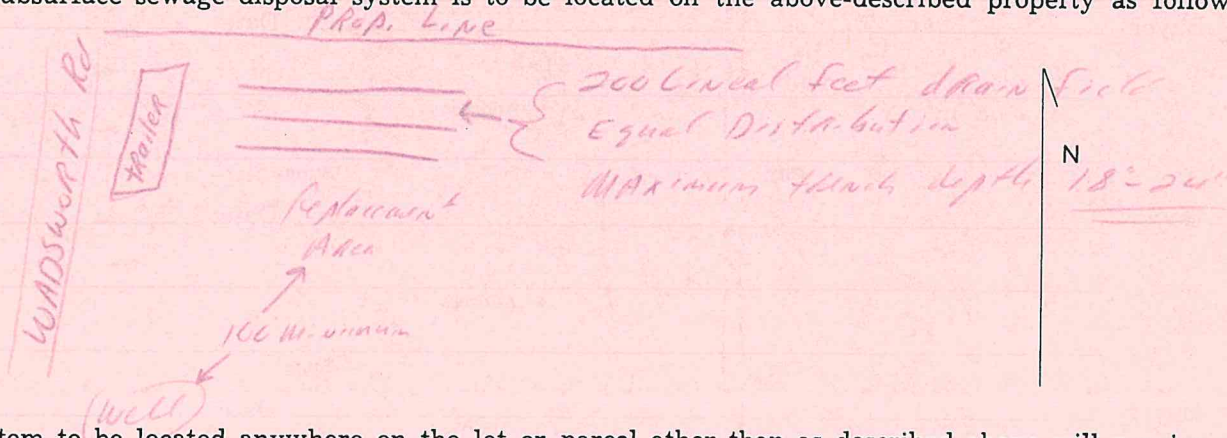 absurface sewage disposal system is to be located on the above-described property as follow
PROP. LINE
WADSWORTH Rd
TRAILER
200 Lineal feet drain field
Equal Distribution
MAXimum trench depth 18"-24"
N
Replacement
Area
100 Minimum
(Well)
tem to be located anywhere on the lot or parcel other than as described above will